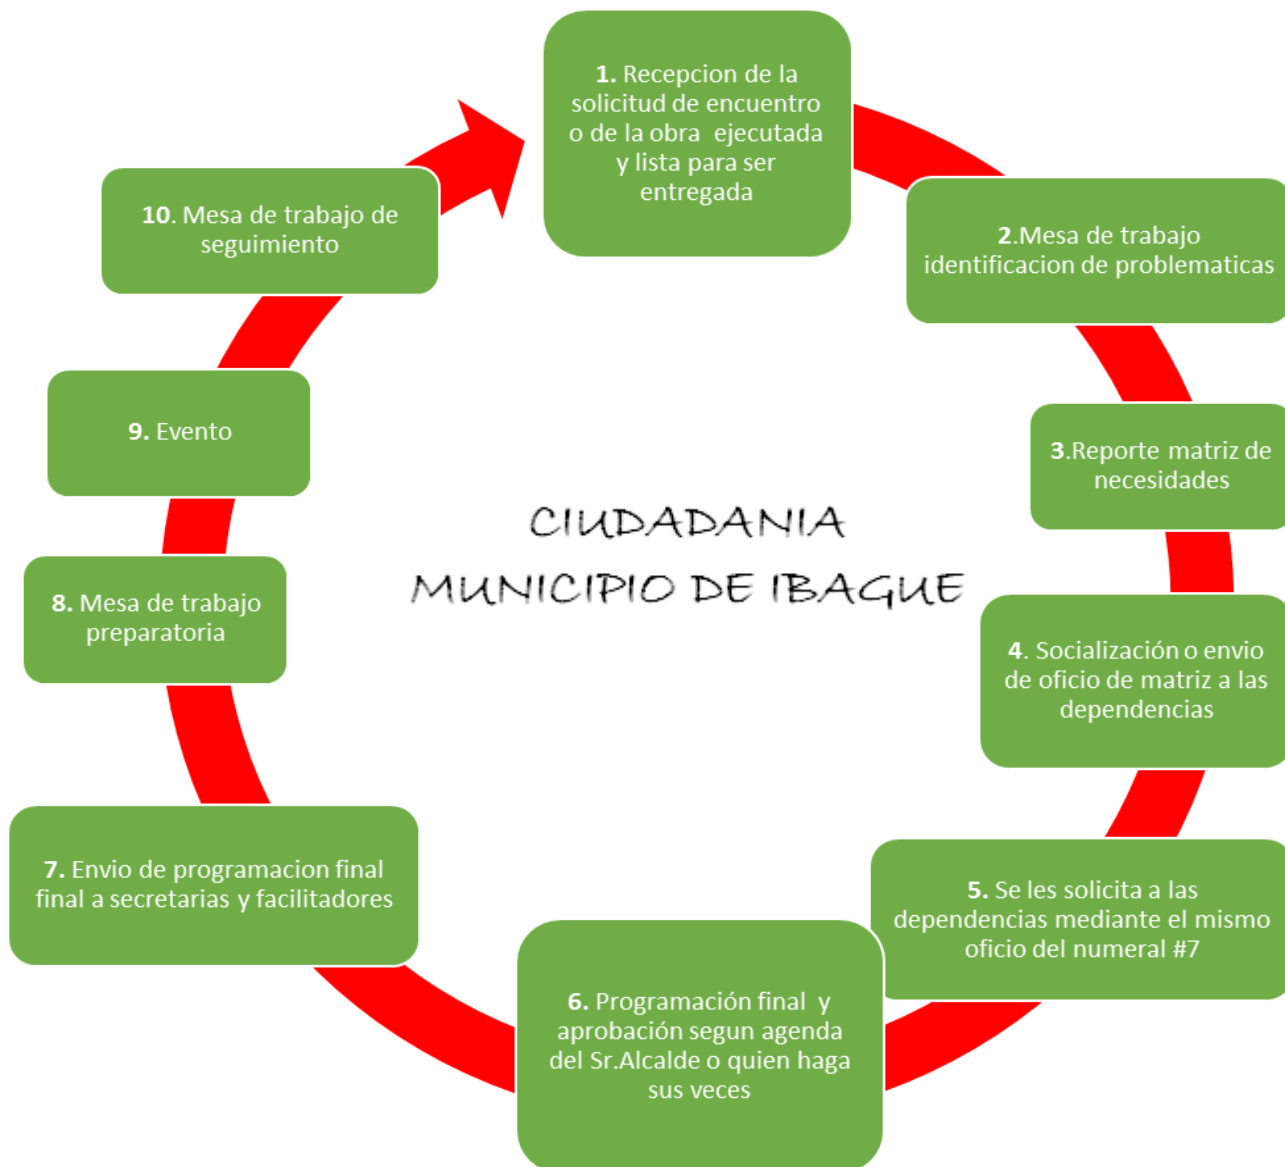 1. Recepcion de la
solicitud de encuentro
o de la obra ejecutada
y lista para ser
entregada
2.Mesa de trabajo
identificacion de problematicas
3.Reporte matriz de
necesidades
4. Socialización o envio
de oficio de matriz a las
dependencias
5. Se les solicita a las
dependencias mediante el mismo
oficio del numeral #7
6. Programación final y
aprobación segun agenda
del Sr.Alcalde o quien haga
sus veces
7. Envio de programacion final
final a secretarias y facilitadores
8. Mesa de trabajo
preparatoria
9. Evento
10. Mesa de trabajo de
seguimiento
CIUDADANIA
MUNICIPIO DE IBAGUE